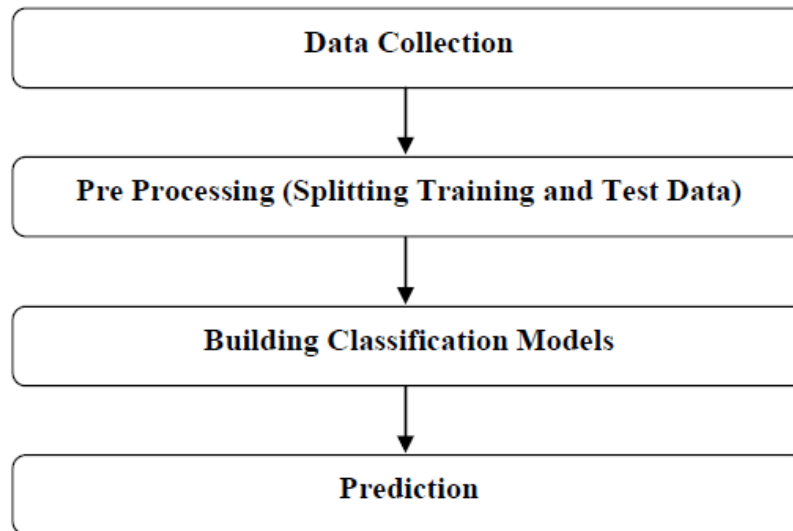 Data Collection
Pre Processing (Splitting Training and Test Data)
Building Classification Models
Prediction